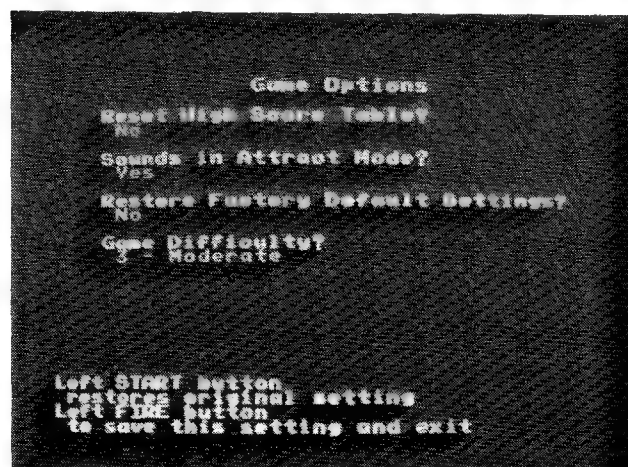 Game Options
Reset High Score Table?
No
Sounds in Attract Mode?
Yes
Restore Factory Default Settings?
No
Game Difficulty?
3 - Moderate
Left START button
restores original setting
Left FIRE button
to save this setting and exit